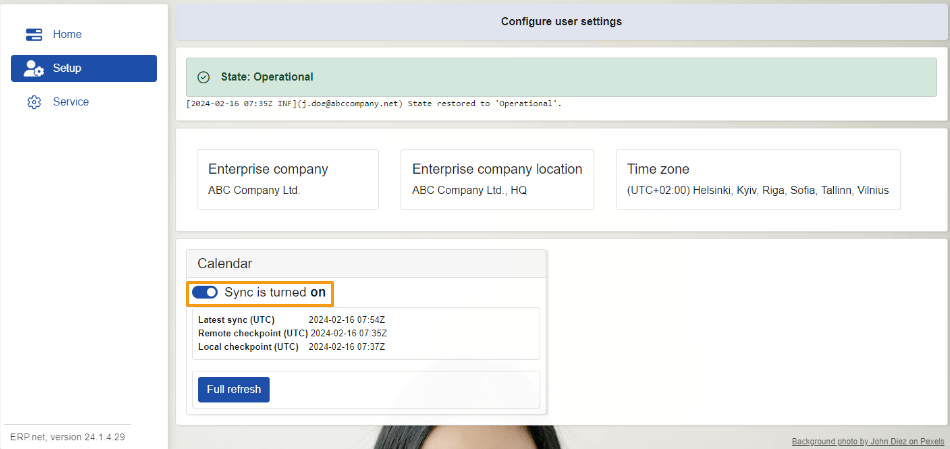 Home
Setup
Service
ERP.net, version 24.1.4.29
Configure user settings
State: Operational
[2024-02-16 07:35Z INF](j.doe@abccompany.net) State restored to 'Operational'.
Enterprise company
ABC Company Ltd.
Enterprise company location
ABC Company Ltd., HQ
Time zone
(UTC+02:00) Helsinki, Kyiv, Riga, Sofia, Tallinn, Vilnius
Calendar
Sync is turned on
Latest sync (UTC) 2024-02-16 07:54Z
Remote checkpoint (UTC) 2024-02-16 07:35Z
Local checkpoint (UTC) 2024-02-16 07:37Z
Full refresh
Background photo by John Diez on Pexels